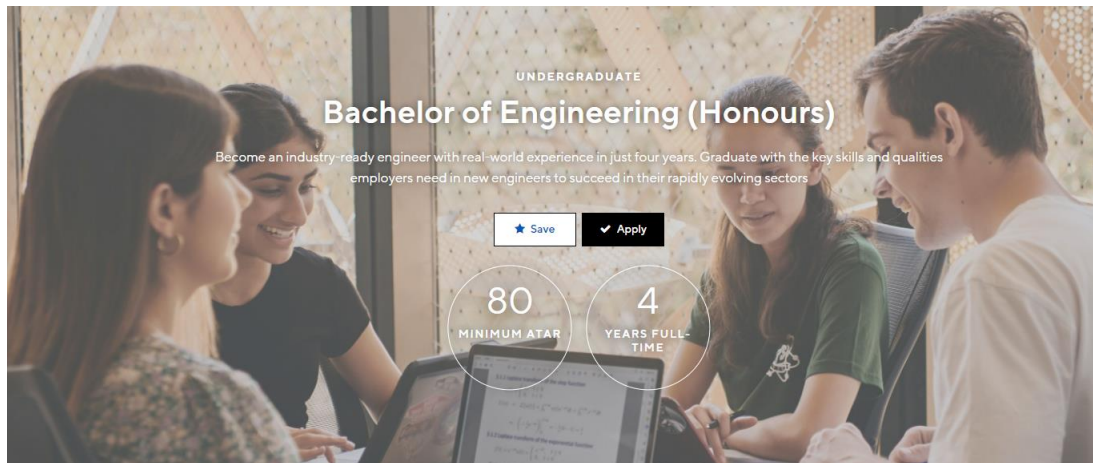 UNDERGRADUATE
Bachelor of Engineering (Honours)
Become an industry-ready engineer with real-world experience in just four years. Graduate with the key skills and qualities
employers need in new engineers to succeed in their rapidly evolving sectors
Save
Apply
80
MINIMUM ATAR
4
YEARS FULL-
TIME